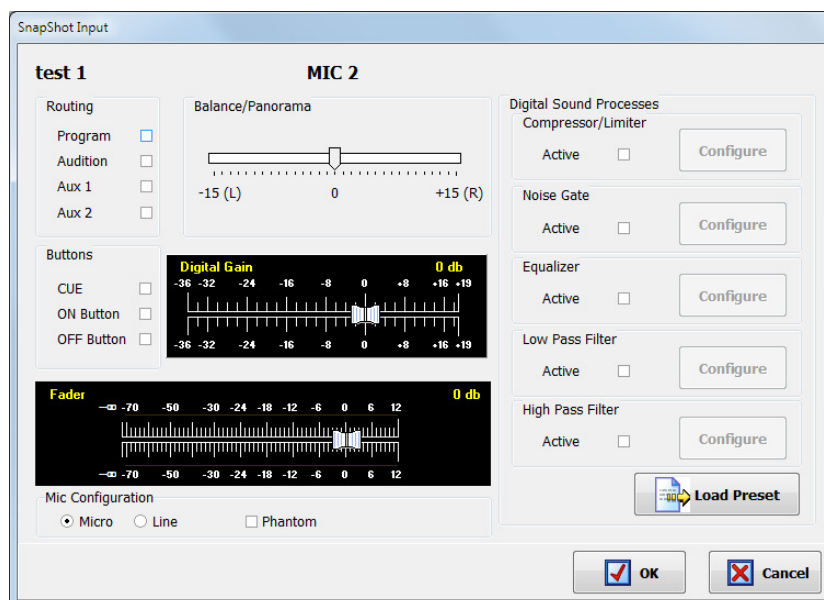 SnapShot Input
test 1 MIC 2
Routing
Program
Audition
Aux 1
Aux 2
Balance/Panorama
-15 (L) 0 +15 (R)
Buttons
CUE
ON Button
OFF Button
Digital Gain 0 db
-36 -32 -24 -16 -8 0 +8 +16 +19
-36 -32 -24 -16 -8 0 +8 +16 +19
Fader 0 db
-∞ -70 -50 -30 -24 -18 -12 -6 0 6 12
-∞ -70 -50 -30 -24 -18 -12 -6 0 6 12
Mic Configuration
Micro Line Phantom
Digital Sound Processes
Compressor/Limiter
Active Configure
Noise Gate
Active Configure
Equalizer
Active Configure
Low Pass Filter
Active Configure
High Pass Filter
Active Configure
Load Preset
OK Cancel